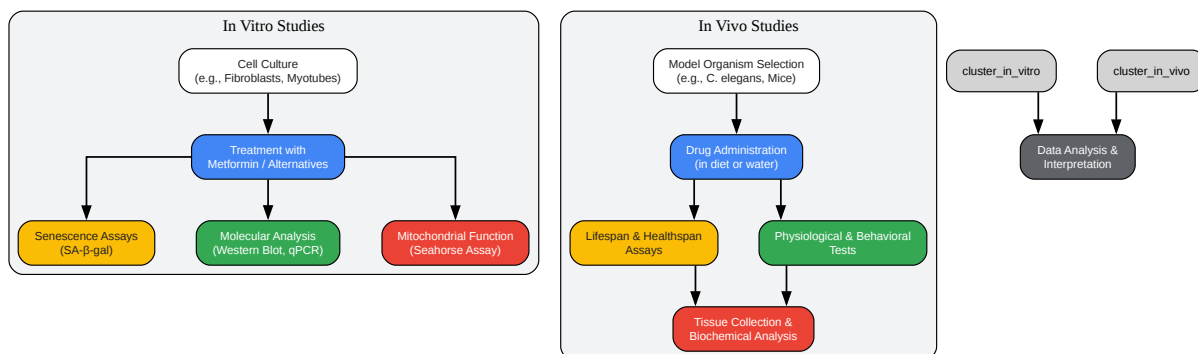 In Vitro Studies
Cell Culture
(e.g., Fibroblasts, Myotubes)
Treatment with
Metformin / Alternatives
Senescence Assays
(SA-β-gal)
Molecular Analysis
(Western Blot, qPCR)
Mitochondrial Function
(Seahorse Assay)
In Vivo Studies
Model Organism Selection
(e.g., C. elegans, Mice)
Drug Administration
(in diet or water)
Lifespan & Healthspan
Assays
Physiological & Behavioral
Tests
Tissue Collection &
Biochemical Analysis
cluster_in_vitro
cluster_in_vivo
Data Analysis &
Interpretation